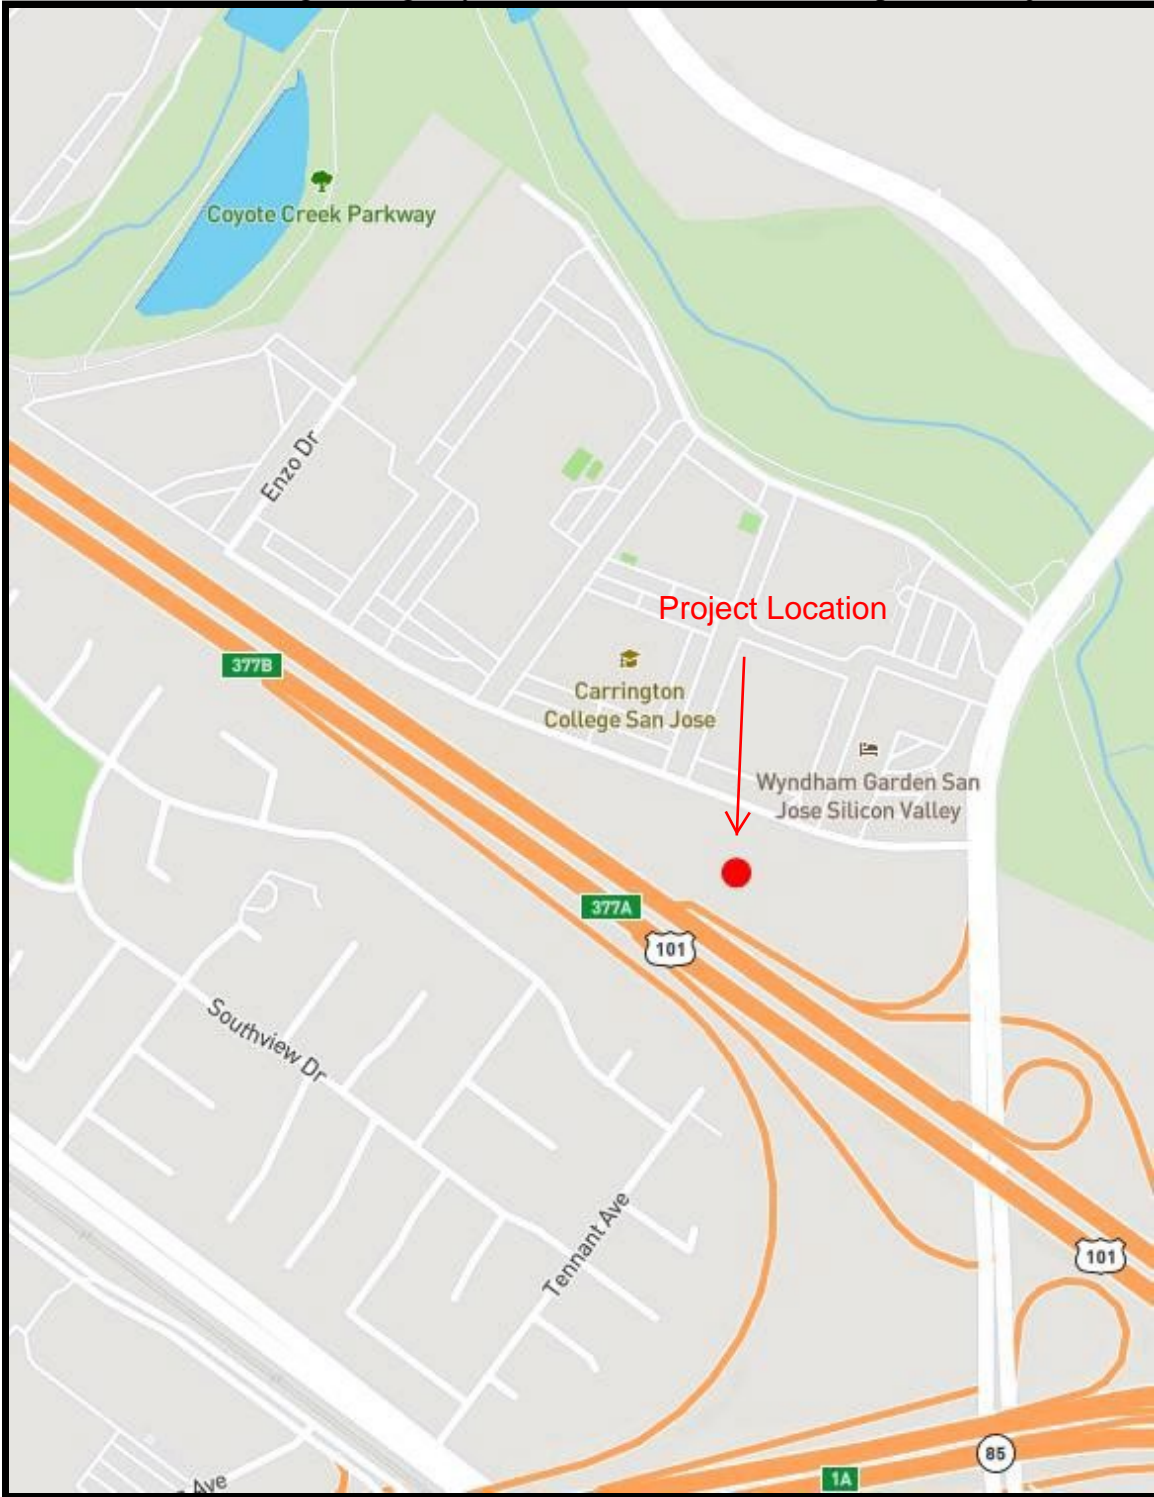 Coyote Creek Parkway
Enzo Dr
Project Location
377B
Carrington
College San Jose
Wyndham Garden San
Jose Silicon Valley
377A
101
Southview Dr
Tennant Ave
101
85
1A
Ave